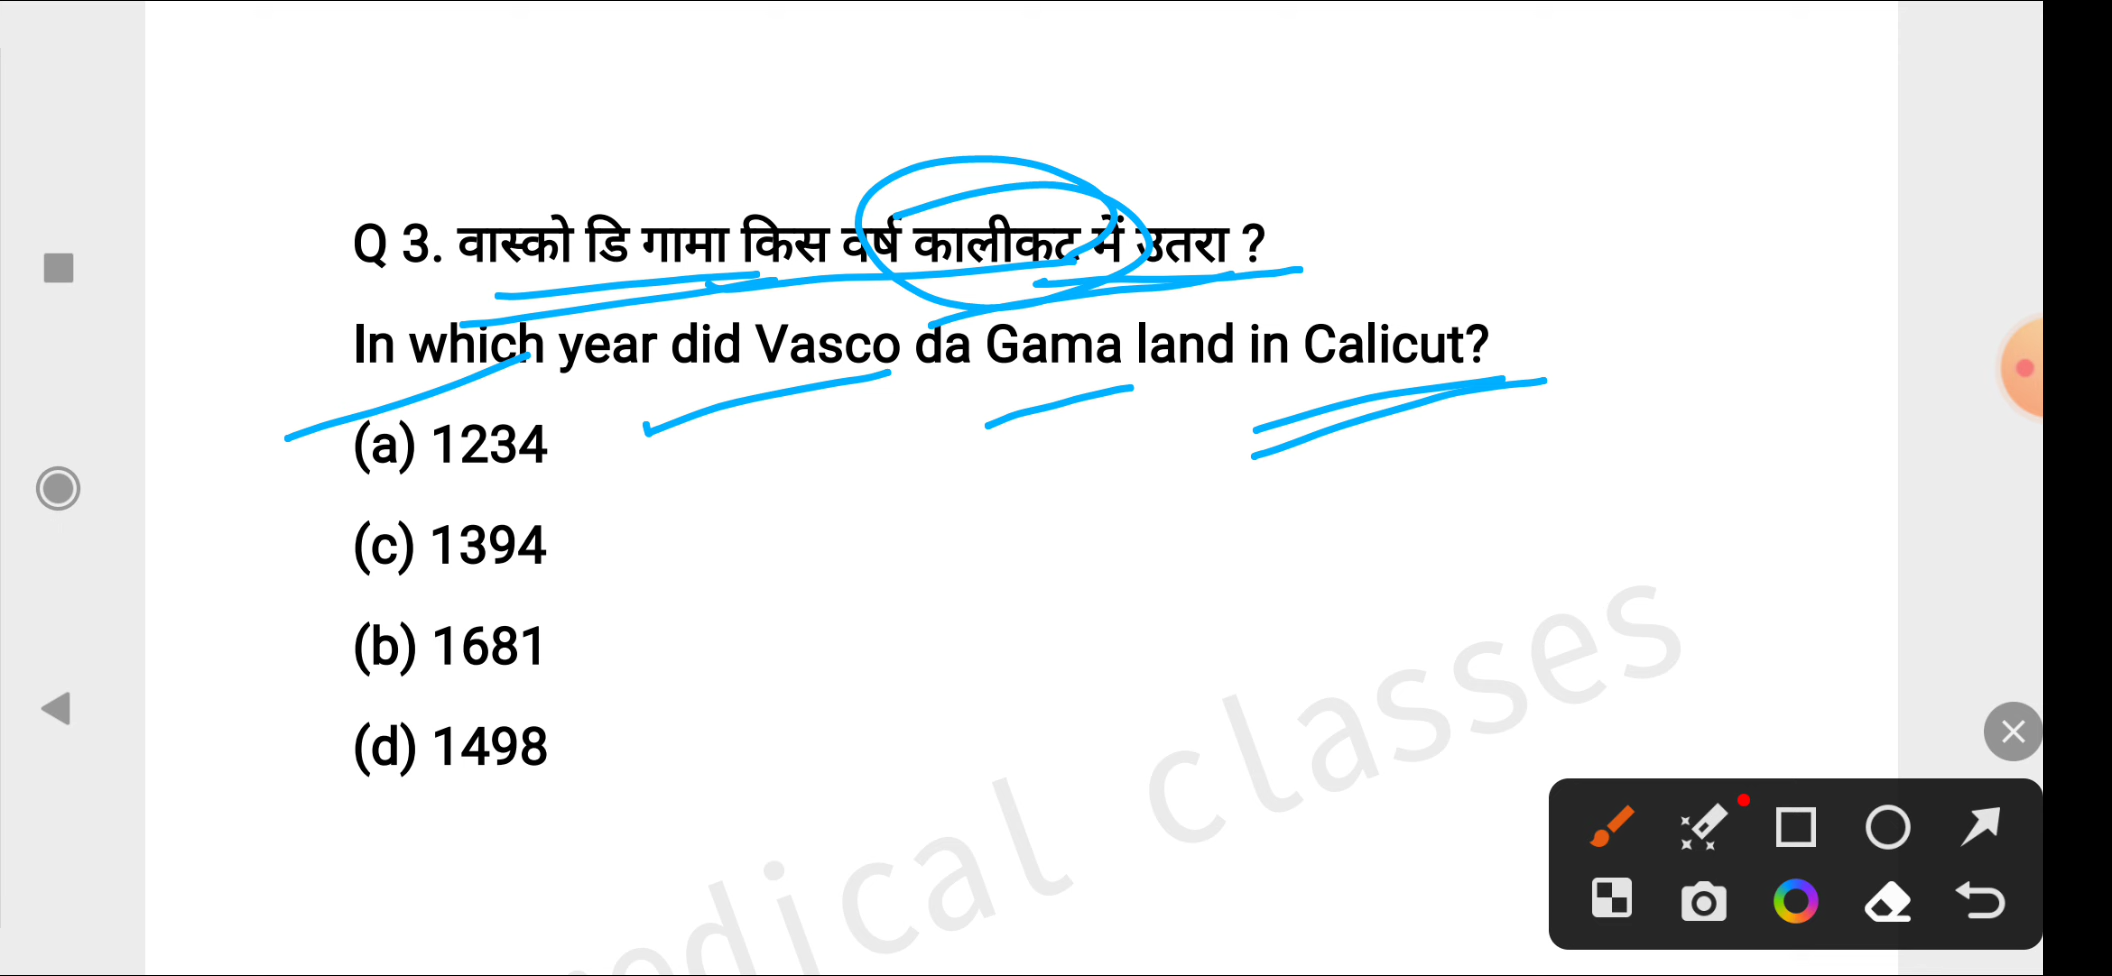 Q 3. वास्को डि गामा किस वर्ष कालीकट में उतरा ?
In which year did Vasco da Gama land in Calicut?
(a) 1234
(c) 1394
(b) 1681
(d) 1498
classes